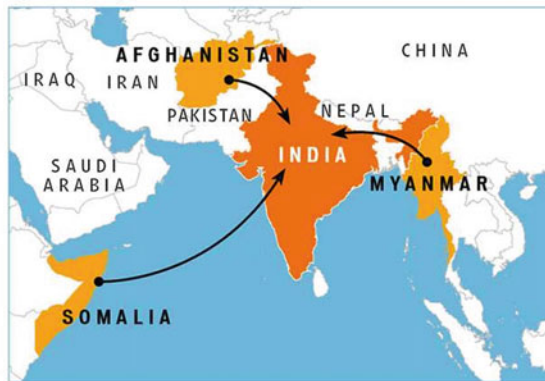 AFGHANISTAN
CHINA
IRAQ
IRAN
PAKISTAN
NEPAL
INDIA
SAUDI
ARABIA
MYANMAR
SOMALIA